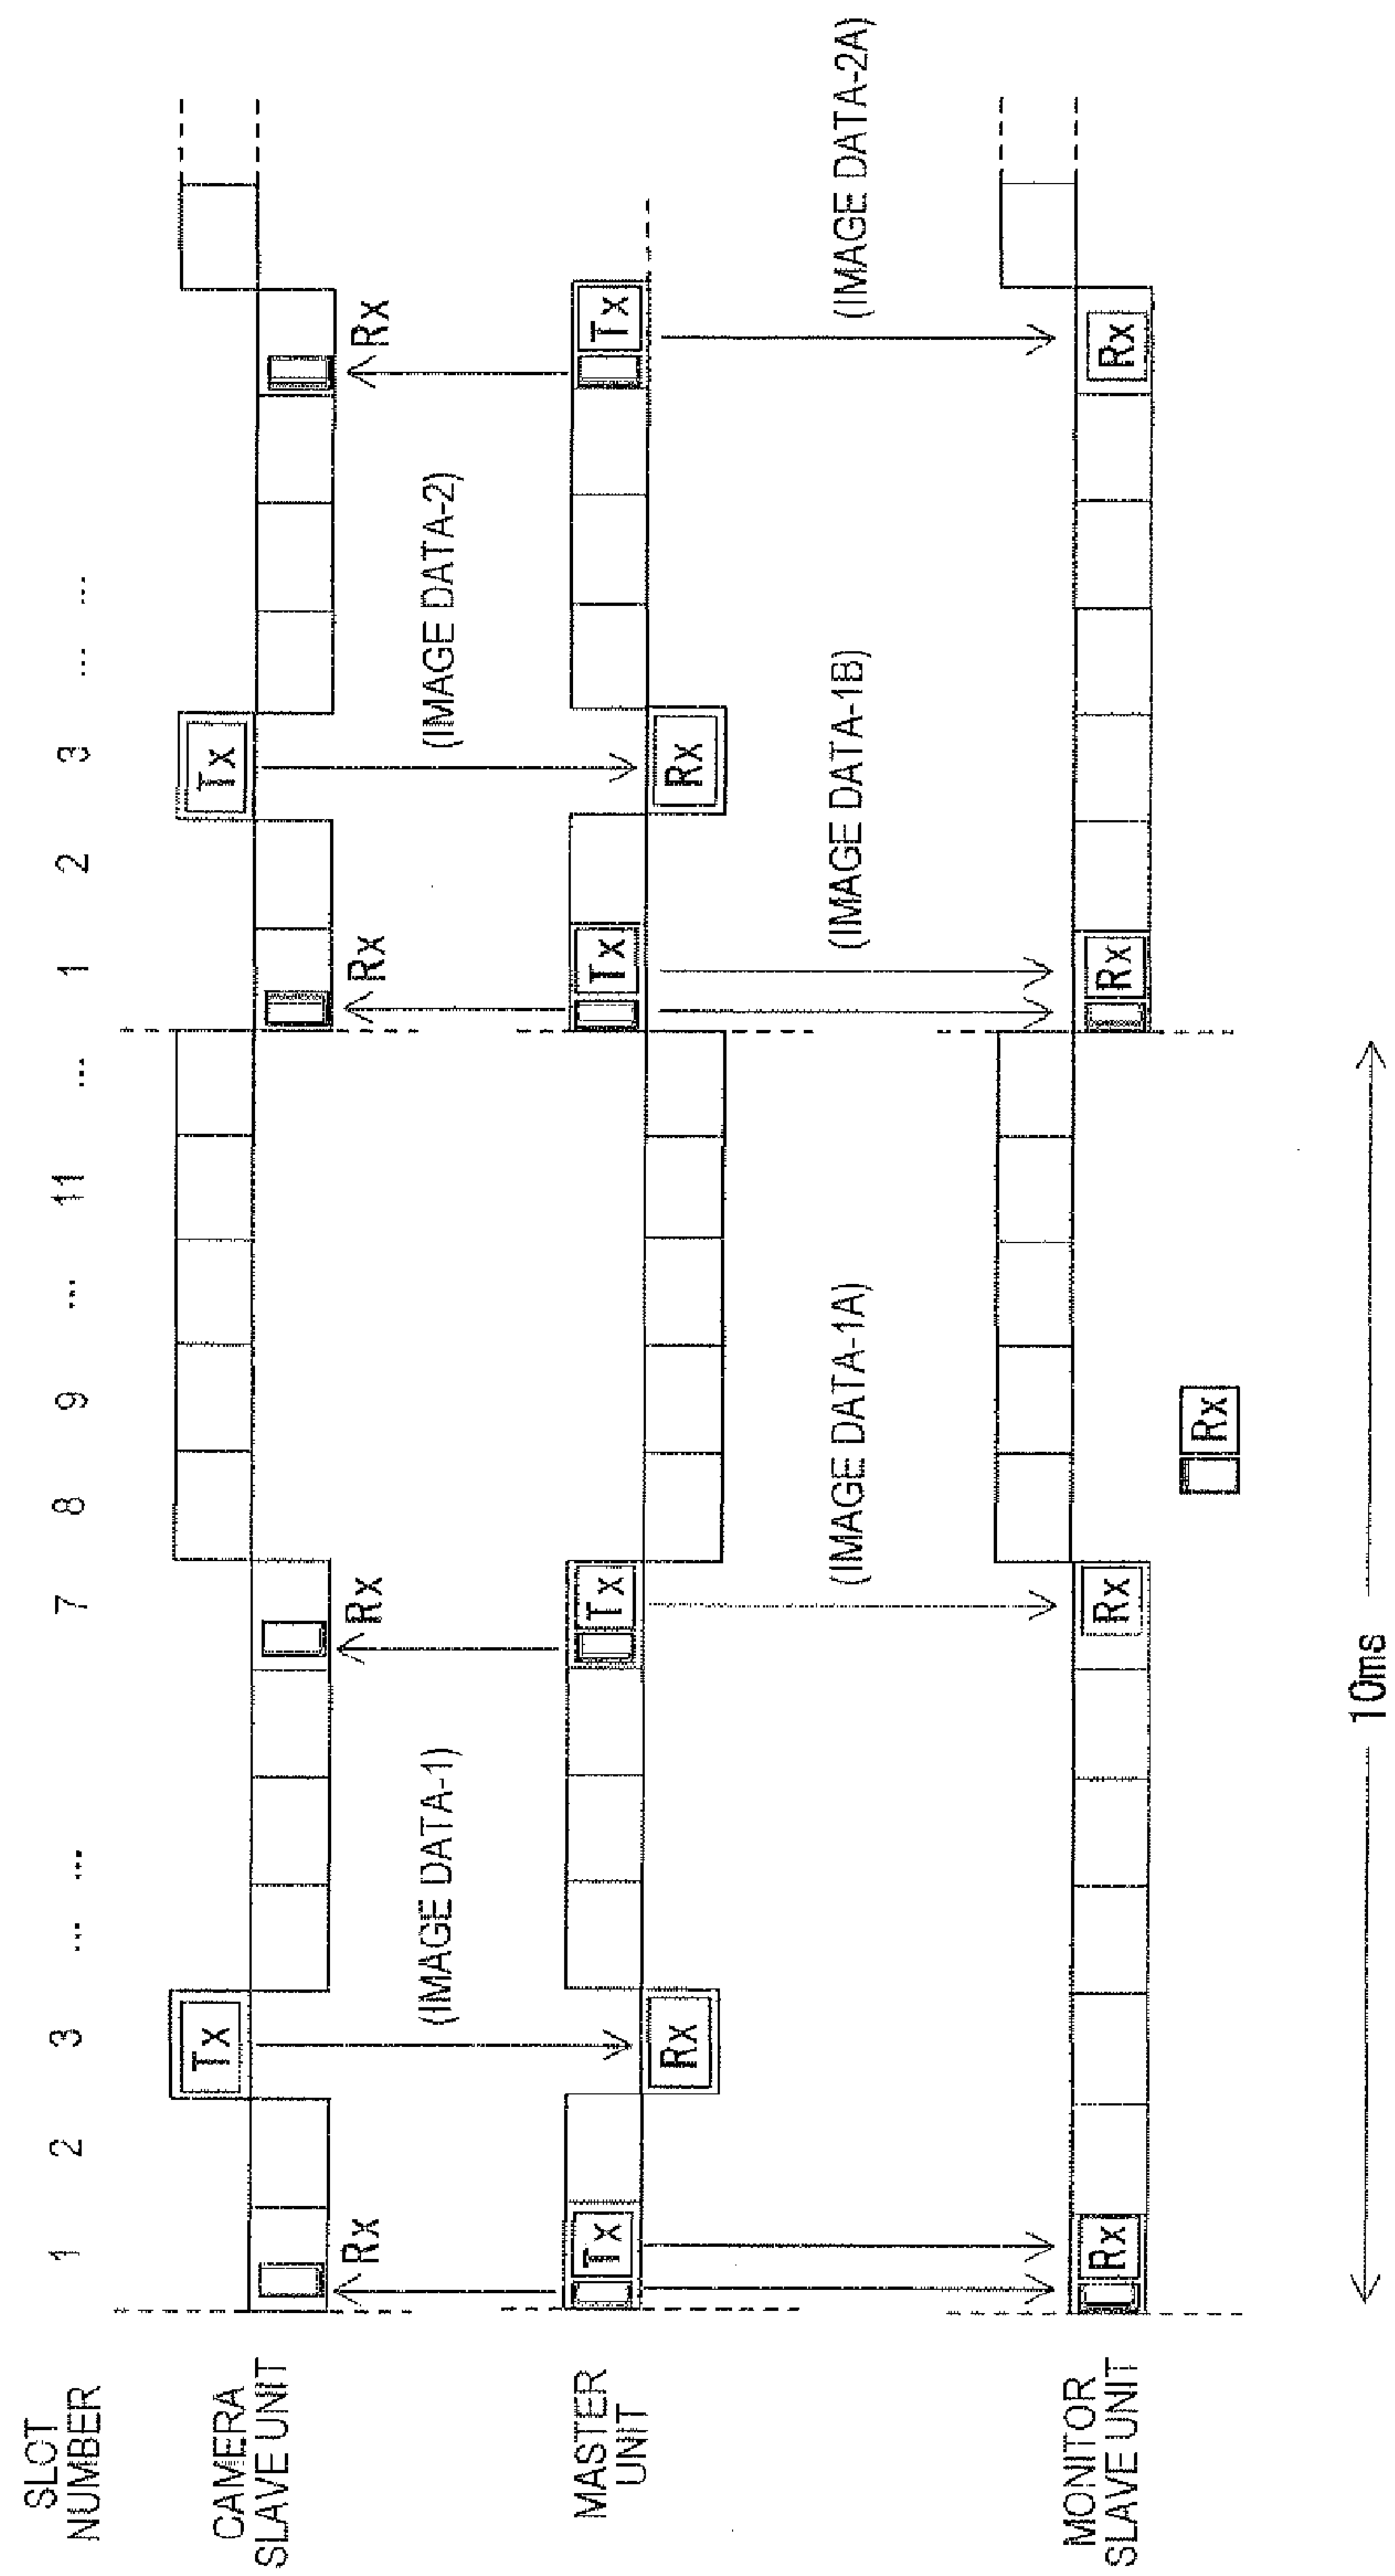 SLOT
NUMBER
1 2 3 ... ... 7 8 9 ... 11 ... 1 2 3 ... ...
CAMERA
SLAVE UNIT
Tx Tx
Rx Rx Rx Rx
(IMAGE DATA-1) (IMAGE DATA-2)
MASTER
UNIT
Tx Tx Tx Tx
Rx Rx
(IMAGE DATA-1A) (IMAGE DATA-1B) (IMAGE DATA-2A)
MONITOR
SLAVE UNIT
Rx Rx Rx Rx
Rx
10ms